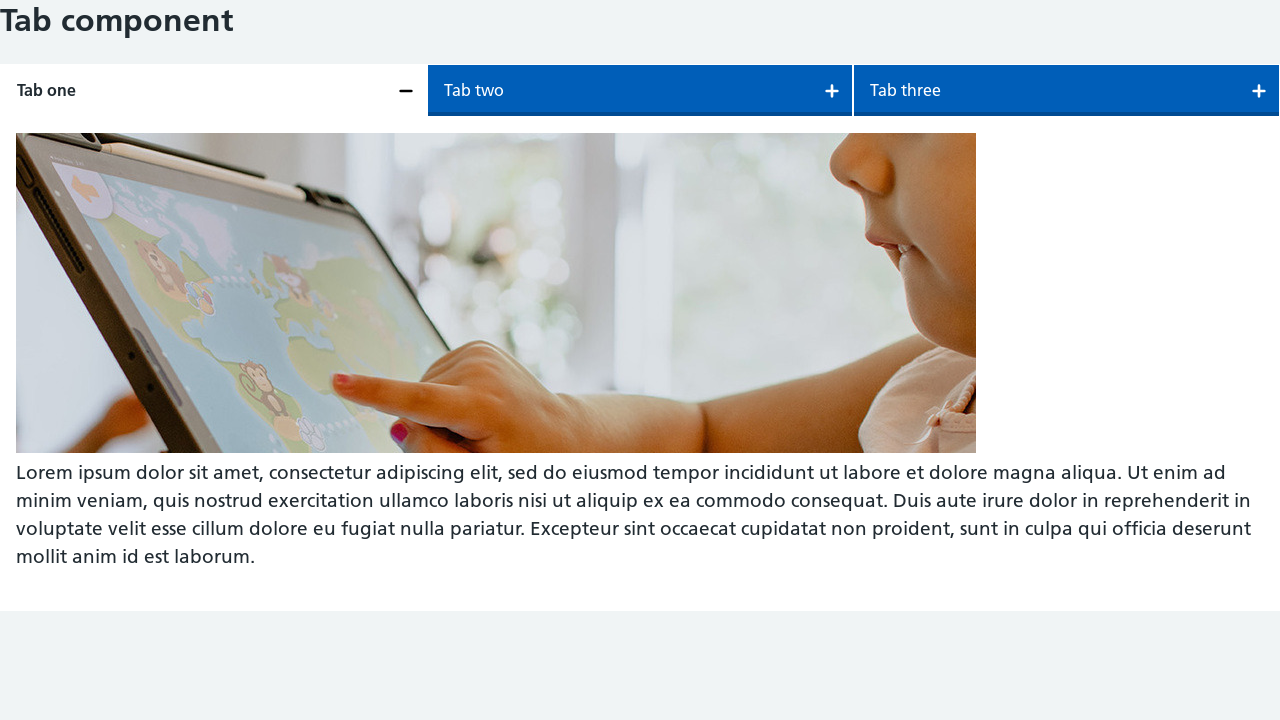 Tab component
Tab one
Tab two
Tab three
Lorem ipsum dolor sit amet, consectetur adipiscing elit, sed do eiusmod tempor incididunt ut labore et dolore magna aliqua. Ut enim ad
minim veniam, quis nostrud exercitation ullamco laboris nisi ut aliquip ex ea commodo consequat. Duis aute irure dolor in reprehenderit in
voluptate velit esse cillum dolore eu fugiat nulla pariatur. Excepteur sint occaecat cupidatat non proident, sunt in culpa qui officia deserunt
mollit anim id est laborum.